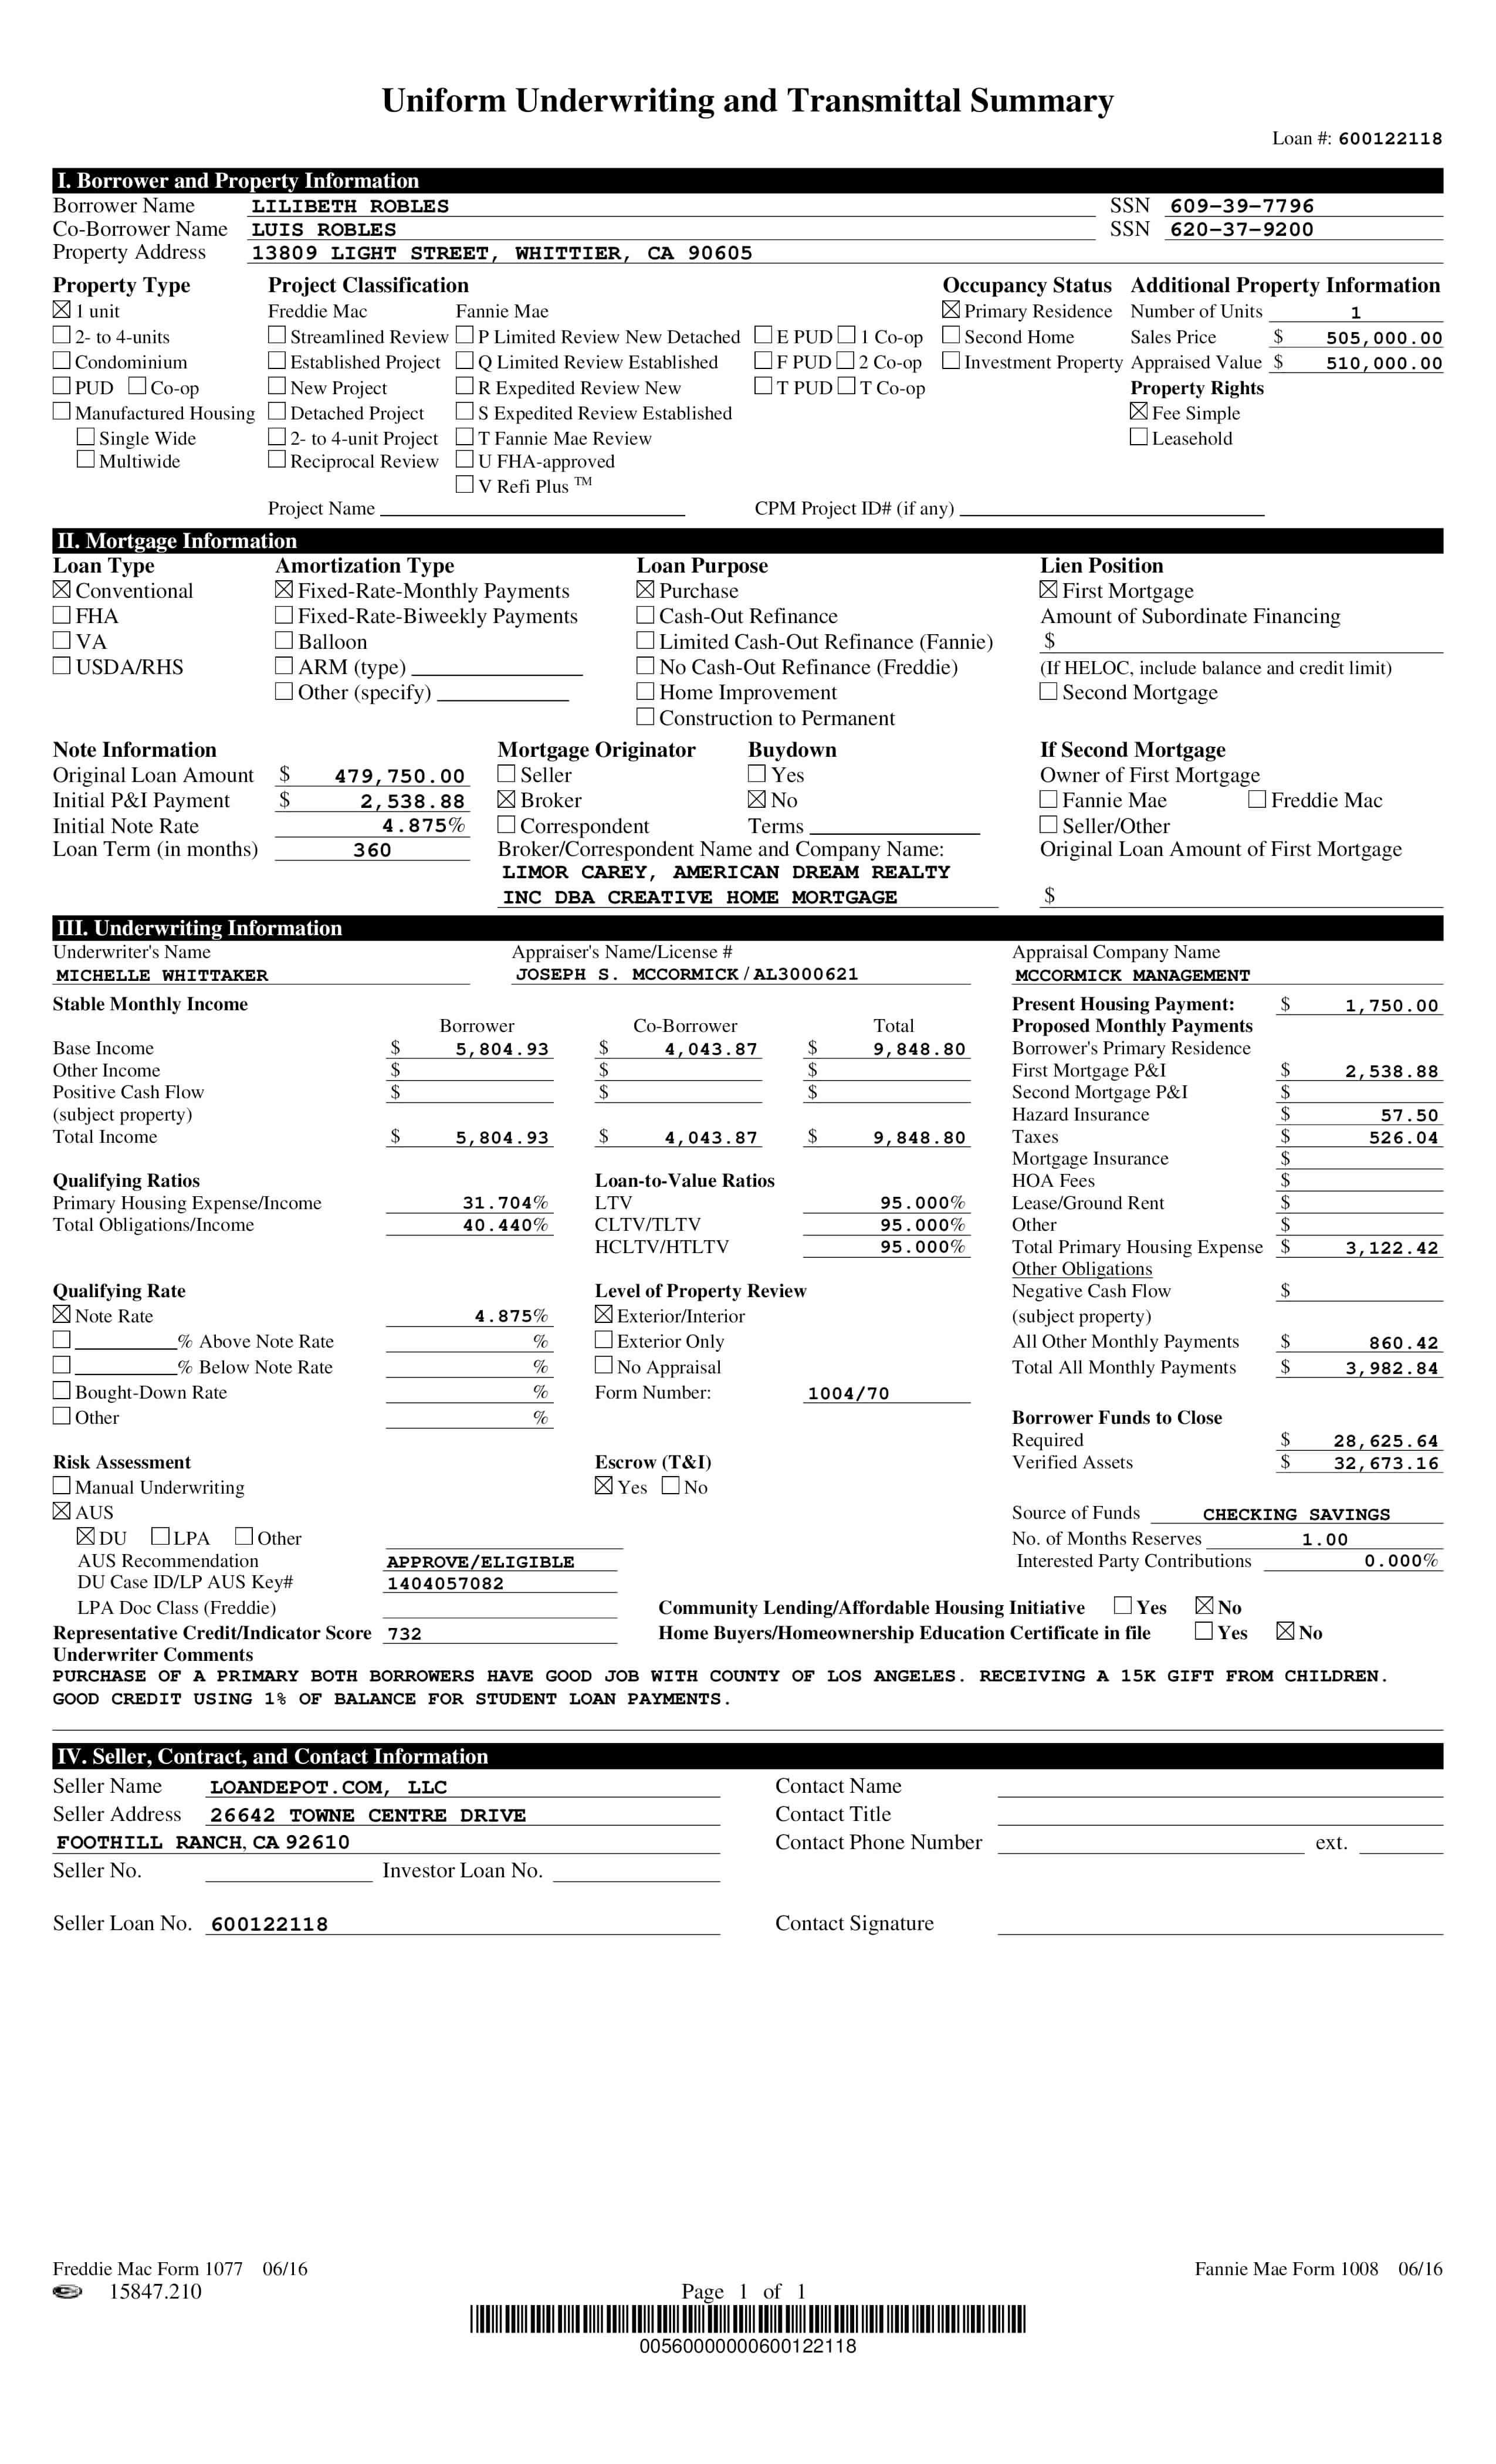 Uniform Underwriting and Transmittal Summary
Loan #: 600122118
I. Borrower and Property Information
Borrower Name LILIBETH ROBLES SSN 609-39-7796
Co-Borrower Name LUIS ROBLES SSN 620-37-9200
Property Address 13809 LIGHT STREET, WHITTIER, CA 90605
Property Type Project Classification Occupancy Status Additional Property Information
☒ 1 unit Freddie Mac Fannie Mae ☒ Primary Residence Number of Units 1
☐ 2- to 4-units ☐ Streamlined Review ☐ P Limited Review New Detached ☐ E PUD ☐ 1 Co-op ☐ Second Home Sales Price $ 505,000.00
☐ Condominium ☐ Established Project ☐ Q Limited Review Established ☐ F PUD ☐ 2 Co-op ☐ Investment Property Appraised Value $ 510,000.00
☐ PUD ☐ Co-op ☐ New Project ☐ R Expedited Review New ☐ T PUD ☐ T Co-op Property Rights
☐ Manufactured Housing ☐ Detached Project ☐ S Expedited Review Established ☒ Fee Simple
☐ Single Wide ☐ 2- to 4-unit Project ☐ T Fannie Mae Review ☐ Leasehold
☐ Multiwide ☐ Reciprocal Review ☐ U FHA-approved
☐ V Refi Plus TM
Project Name CPM Project ID# (if any)
II. Mortgage Information
Loan Type Amortization Type Loan Purpose Lien Position
☒ Conventional ☒ Fixed-Rate-Monthly Payments ☒ Purchase ☒ First Mortgage
☐ FHA ☐ Fixed-Rate-Biweekly Payments ☐ Cash-Out Refinance Amount of Subordinate Financing
☐ VA ☐ Balloon ☐ Limited Cash-Out Refinance (Fannie) $
☐ USDA/RHS ☐ ARM (type) ☐ No Cash-Out Refinance (Freddie) (If HELOC, include balance and credit limit)
☐ Other (specify) ☐ Home Improvement ☐ Second Mortgage
☐ Construction to Permanent
Note Information Mortgage Originator Buydown If Second Mortgage
Original Loan Amount $ 479,750.00 ☐ Seller ☐ Yes Owner of First Mortgage
Initial P&I Payment $ 2,538.88 ☒ Broker ☒ No ☐ Fannie Mae ☐ Freddie Mac
Initial Note Rate 4.875% ☐ Correspondent Terms ☐ Seller/Other
Loan Term (in months) 360 Broker/Correspondent Name and Company Name: Original Loan Amount of First Mortgage
LIMOR CAREY, AMERICAN DREAM REALTY
INC DBA CREATIVE HOME MORTGAGE $
III. Underwriting Information
Underwriter's Name Appraiser's Name/License # Appraisal Company Name
MICHELLE WHITTAKER JOSEPH S. MCCORMICK / AL3000621 MCCORMICK MANAGEMENT
Stable Monthly Income Present Housing Payment: $ 1,750.00
Borrower Co-Borrower Total Proposed Monthly Payments
Base Income $ 5,804.93 $ 4,043.87 $ 9,848.80 Borrower's Primary Residence
Other Income $ $ $ First Mortgage P&I $ 2,538.88
Positive Cash Flow $ $ $ Second Mortgage P&I $
(subject property) Hazard Insurance $ 57.50
Total Income $ 5,804.93 $ 4,043.87 $ 9,848.80 Taxes $ 526.04
Mortgage Insurance $
Qualifying Ratios Loan-to-Value Ratios HOA Fees $
Primary Housing Expense/Income 31.704% LTV 95.000% Lease/Ground Rent $
Total Obligations/Income 40.440% CLTV/TLTV 95.000% Other $
HCLTV/HTLTV 95.000% Total Primary Housing Expense $ 3,122.42
Other Obligations
Qualifying Rate Level of Property Review Negative Cash Flow $
☒ Note Rate 4.875% ☒ Exterior/Interior (subject property)
☐ % Above Note Rate % ☐ Exterior Only All Other Monthly Payments $ 860.42
☐ % Below Note Rate % ☐ No Appraisal Total All Monthly Payments $ 3,982.84
☐ Bought-Down Rate % Form Number: 1004/70
☐ Other % Borrower Funds to Close
Required $ 28,625.64
Risk Assessment Escrow (T&I) Verified Assets $ 32,673.16
☐ Manual Underwriting ☒ Yes ☐ No
☒ AUS Source of Funds CHECKING SAVINGS
☒ DU ☐ LPA ☐ Other No. of Months Reserves 1.00
AUS Recommendation APPROVE/ELIGIBLE Interested Party Contributions 0.000%
DU Case ID/LP AUS Key# 1404057082
LPA Doc Class (Freddie) Community Lending/Affordable Housing Initiative ☐ Yes ☒ No
Representative Credit/Indicator Score 732 Home Buyers/Homeownership Education Certificate in file ☐ Yes ☒ No
Underwriter Comments
PURCHASE OF A PRIMARY BOTH BORROWERS HAVE GOOD JOB WITH COUNTY OF LOS ANGELES. RECEIVING A 15K GIFT FROM CHILDREN.
GOOD CREDIT USING 1% OF BALANCE FOR STUDENT LOAN PAYMENTS.
IV. Seller, Contract, and Contact Information
Seller Name LOANDEPOT.COM, LLC Contact Name
Seller Address 26642 TOWNE CENTRE DRIVE Contact Title
FOOTHILL RANCH, CA 92610 Contact Phone Number ext.
Seller No. Investor Loan No.
Seller Loan No. 600122118 Contact Signature
Freddie Mac Form 1077 06/16 Fannie Mae Form 1008 06/16
15847.210 Page 1 of 1
00560000000600122118